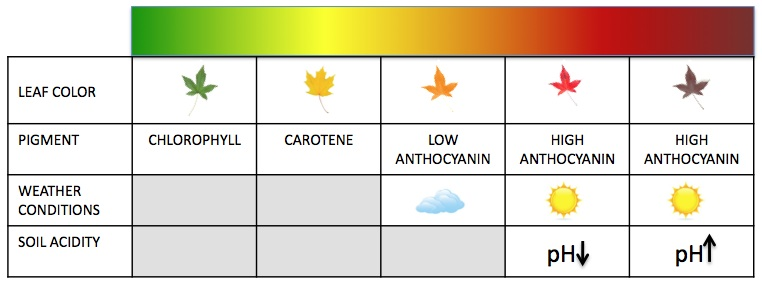 LEAF COLOR
PIGMENT
CHLOROPHYLL
CAROTENE
LOW
ANTHOCYANIN
HIGH
ANTHOCYANIN
HIGH
ANTHOCYANIN
WEATHER
CONDITIONS
SOIL ACIDITY
pH↓
pH↑